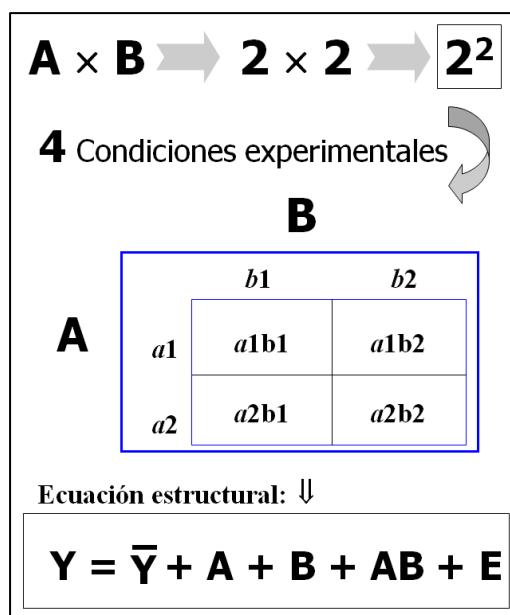 A × B 2 × 2 2²
4 Condiciones experimentales
B
b1 b2
A
a1 a1b1 a1b2
a2 a2b1 a2b2
Ecuación estructural: ⇓
Y = Y̅ + A + B + AB + E